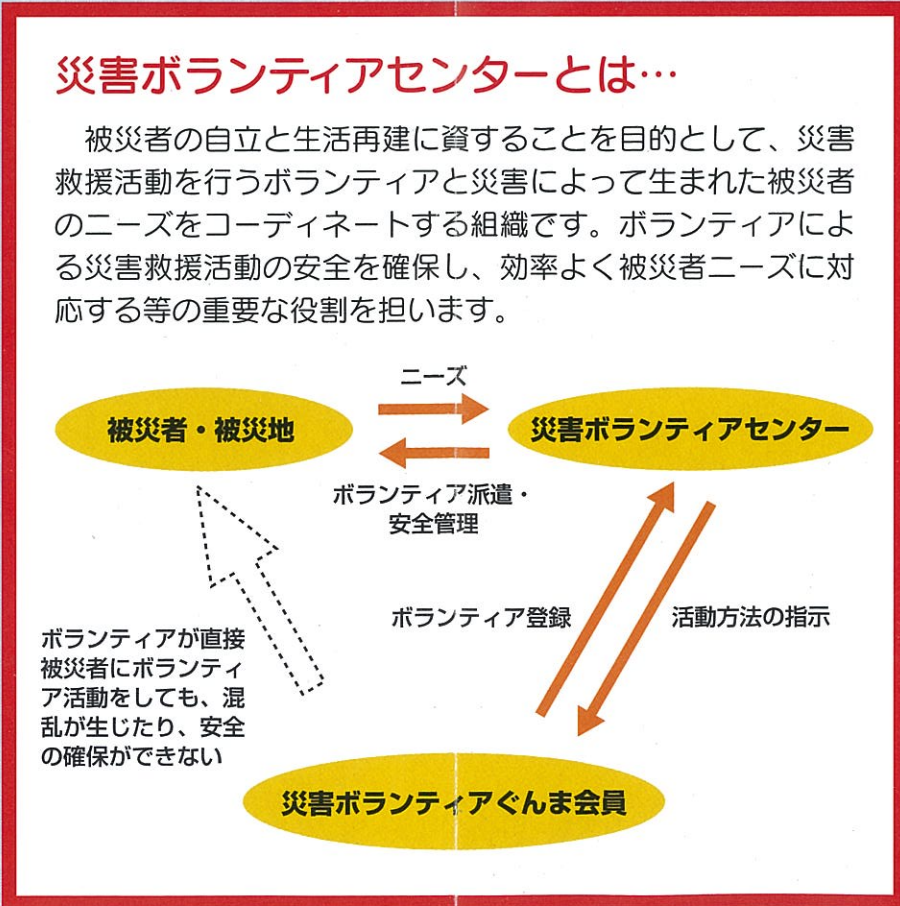 災害ボランティアセンターとは…
被災者の自立と生活再建に資することを目的として、災害
救援活動を行うボランティアと災害によって生まれた被災者
のニーズをコーディネートする組織です。ボランティアによ
る災害救援活動の安全を確保し、効率よく被災者ニーズに対
応する等の重要な役割を担います。
ニーズ
被災者・被災地
災害ボランティアセンター
ボランティア派遣・
安全管理
ボランティア登録
活動方法の指示
ボランティアが直接
被災者にボランティ
ア活動をしても、混
乱が生じたり、安全
の確保ができない
災害ボランティアぐんま会員